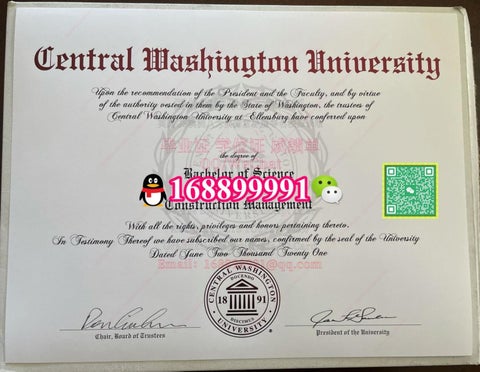 Central Washington University
Upon the recommendation of the President and the Faculty, and by virtue
of the authority vested in them by the State of Washington, the trustees of
Central Washington University at Ellensburg have conferred upon
毕业证 学位证 成绩单
the degree of
Bachelor of Science
168899991
Construction Management
With all the rights, privileges and honors pertaining thereto.
In Testimony Thereof we have subscribed our names, confirmed by the seal of the University
Dated June Two Thousand Twenty One
CENTRAL WASHINGTON
DOCENDO
18 91
DISCIMUS
UNIVERSITY
Chair, Board of Trustees
President of the University